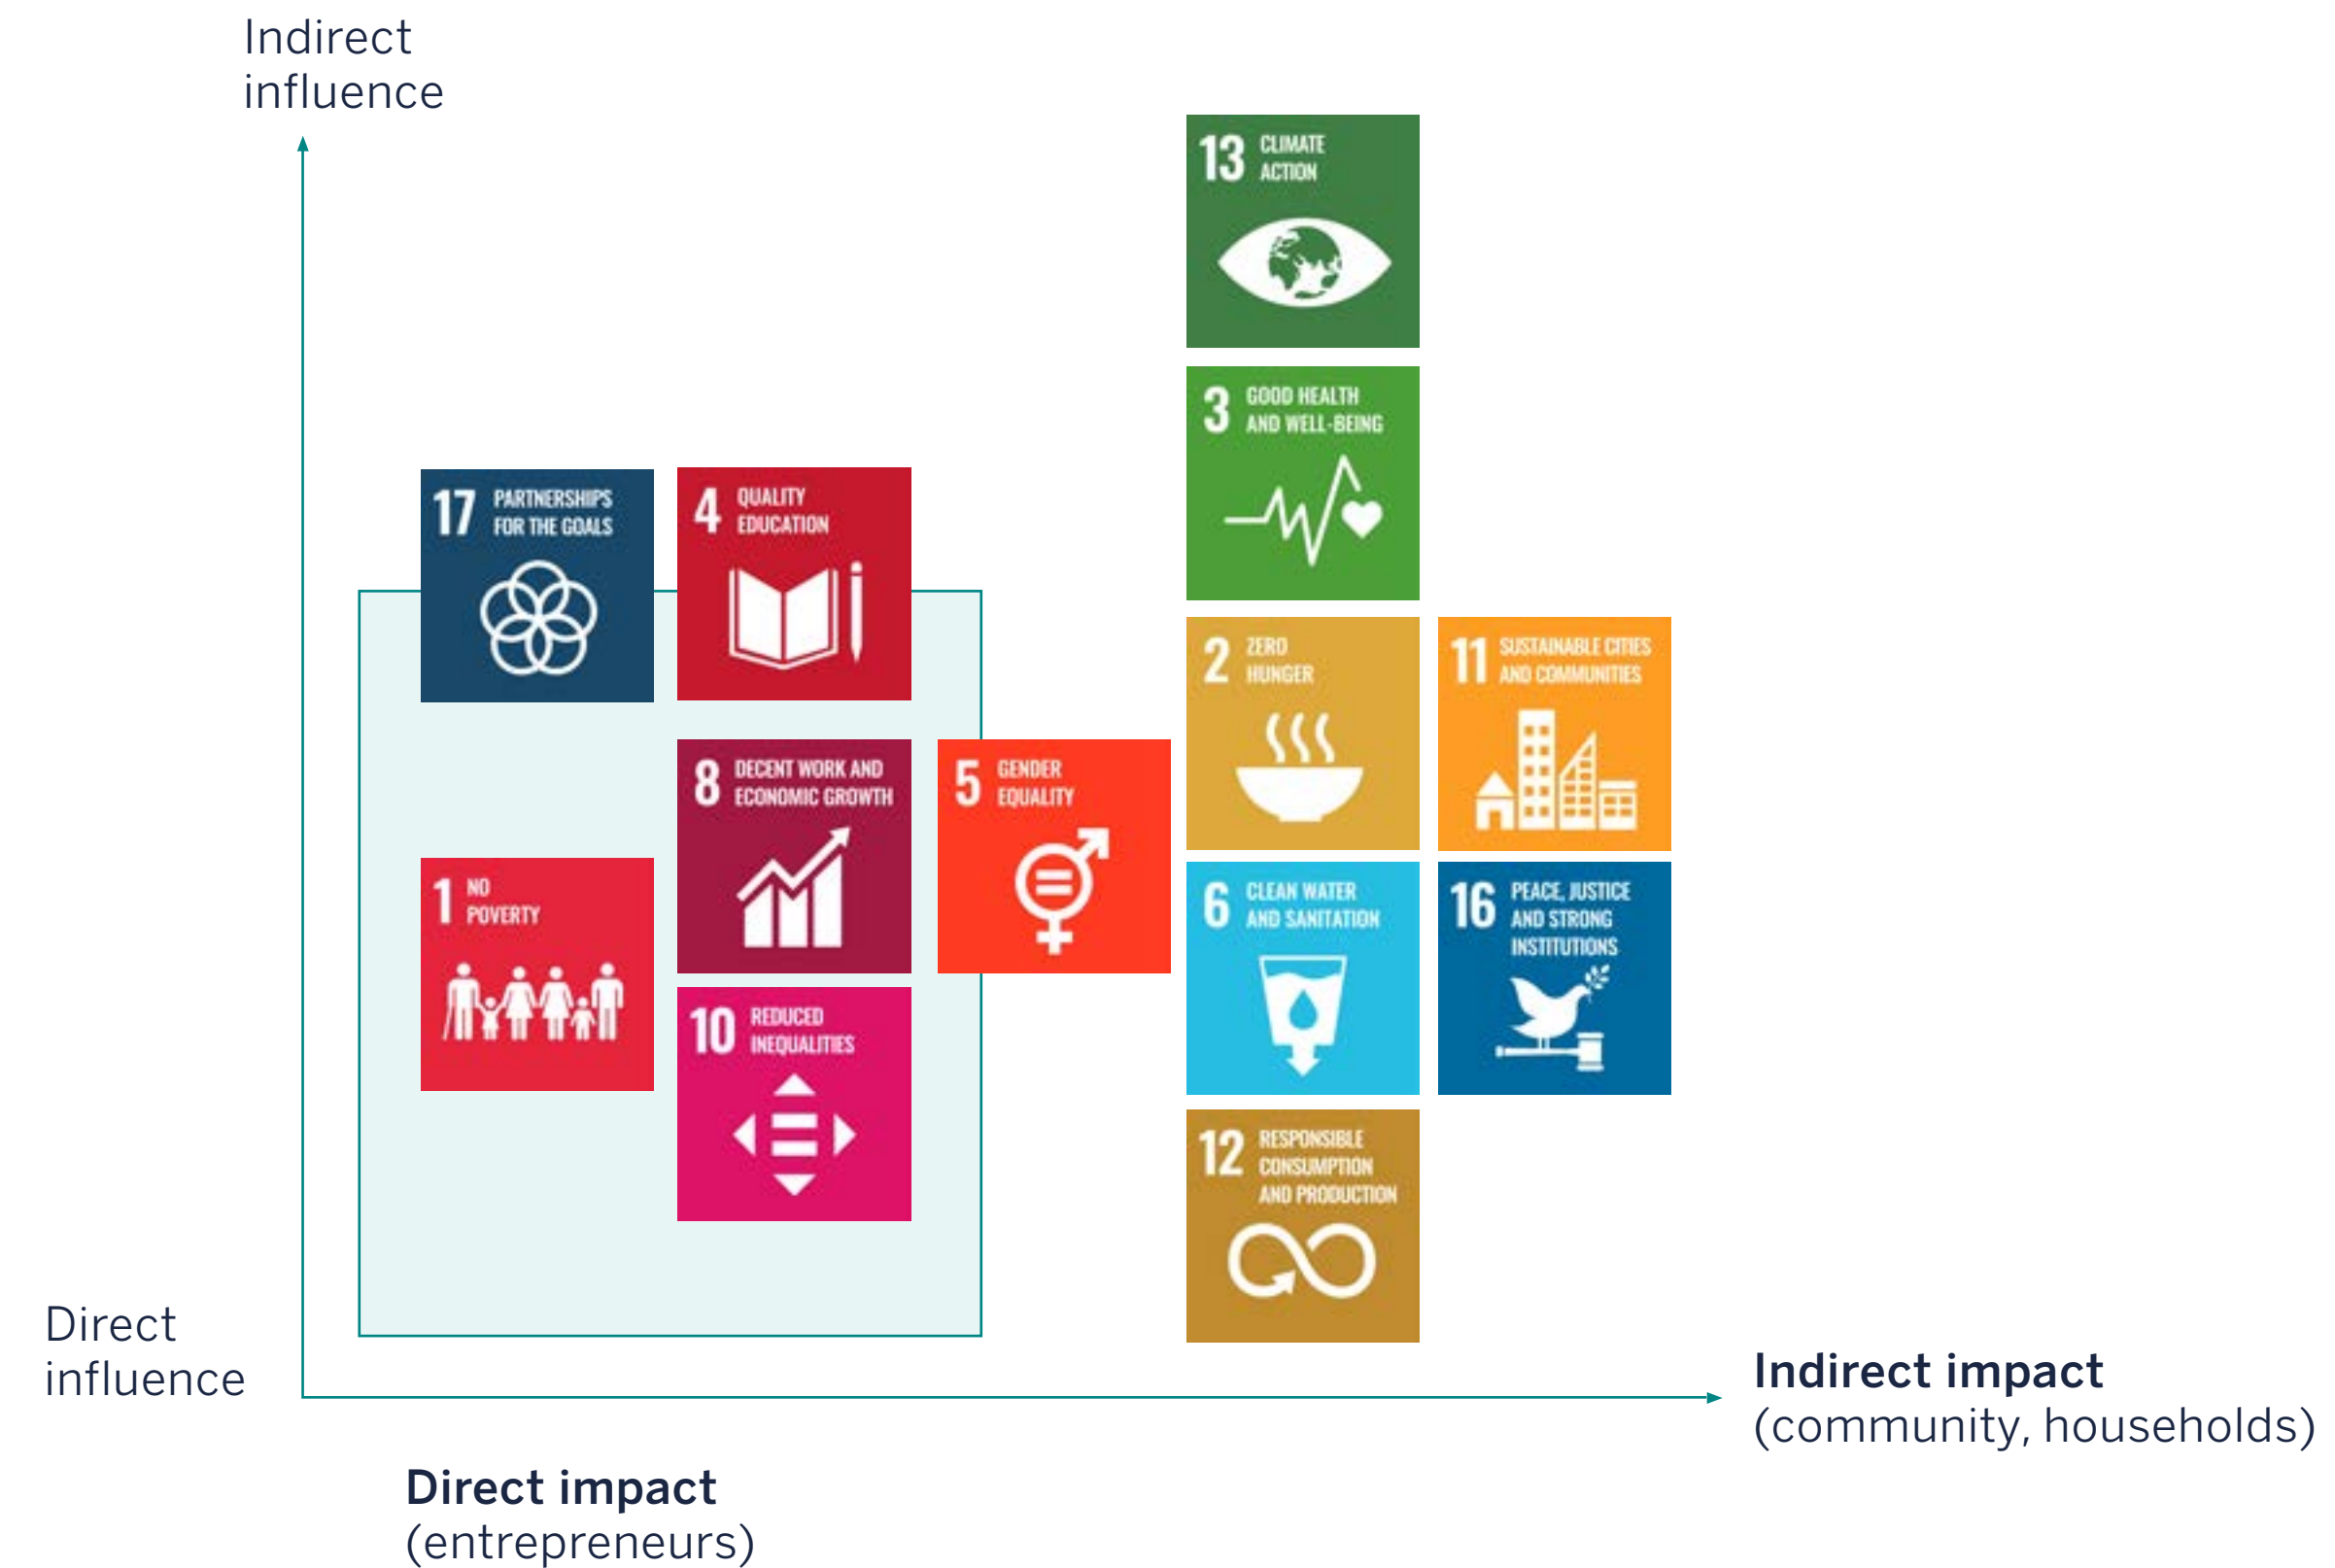 Indirect
influence
13 CLIMATE
ACTION
3 GOOD HEALTH
AND WELL-BEING
17 PARTNERSHIPS
FOR THE GOALS
4 QUALITY
EDUCATION
2 ZERO
HUNGER
11 SUSTAINABLE CITIES
AND COMMUNITIES
8 DECENT WORK AND
ECONOMIC GROWTH
5 GENDER
EQUALITY
1 NO
POVERTY
6 CLEAN WATER
AND SANITATION
16 PEACE, JUSTICE
AND STRONG
INSTITUTIONS
10 REDUCED
INEQUALITIES
12 RESPONSIBLE
CONSUMPTION
AND PRODUCTION
Direct
influence
Indirect impact
(community, households)
Direct impact
(entrepreneurs)